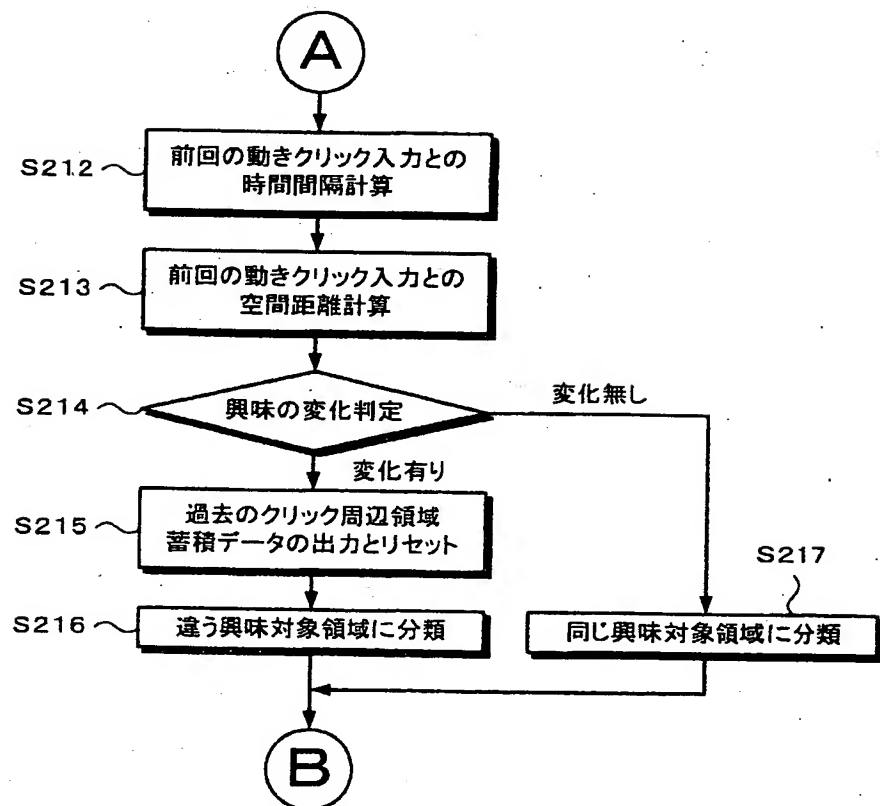 A
S212
前回の動きクリック入力との
時間間隔計算
S213
前回の動きクリック入力との
空間距離計算
S214
興味の変化判定
変化無し
変化有り
S215
過去のクリック周辺領域
蓄積データの出力とリセット
S216
違う興味対象領域に分類
S217
同じ興味対象領域に分類
B